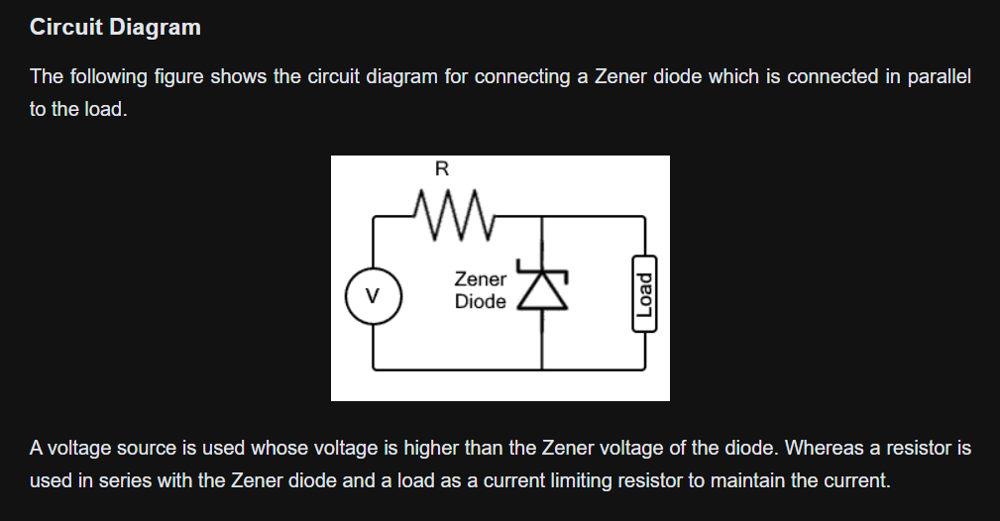 Circuit Diagram
The following figure shows the circuit diagram for connecting a Zener diode which is connected in parallel
to the load.
R
Zener
Diode
V
Load
A voltage source is used whose voltage is higher than the Zener voltage of the diode. Whereas a resistor is
used in series with the Zener diode and a load as a current limiting resistor to maintain the current.